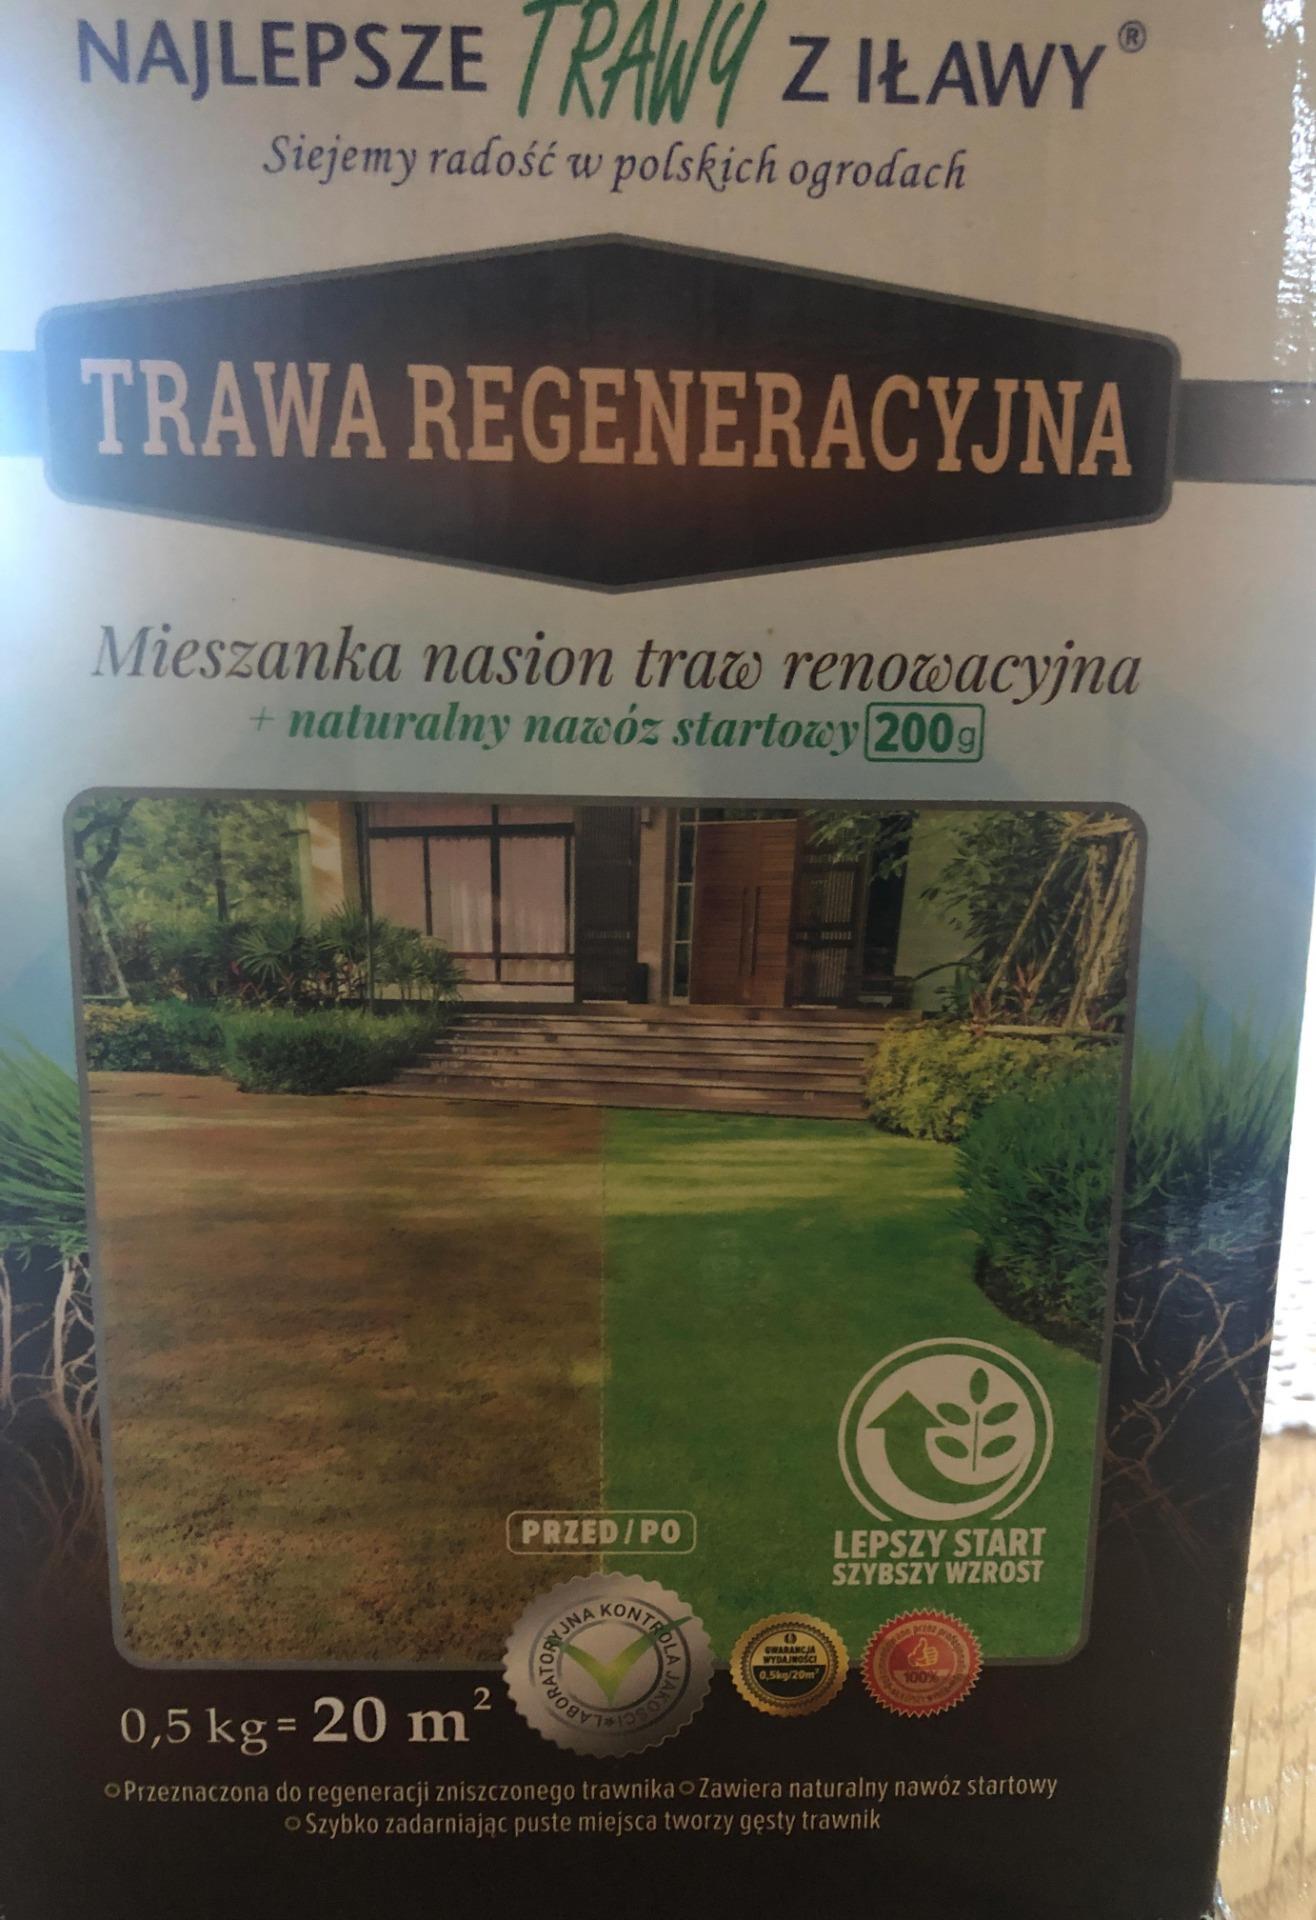 NAJLEPSZE TRAWY Z IŁAWY®
Siejemy radość w polskich ogrodach
TRAWA REGENERACYJNA
Mieszanka nasion traw renowacyjna
+ naturalny nawóz startowy 200g
PRZED/PO
LEPSZY START
SZYBSZY WZROST
LABORATORYJNA KONTROLA JAKOŚCI
GWARANCJA
WYDAJNOŚCI
0,5kg/20m²
100%
0,5 kg = 20 m²
Przeznaczona do regeneracji zniszczonego trawnika Zawiera naturalny nawóz startowy
Szybko zadarniając puste miejsca tworzy gęsty trawnik